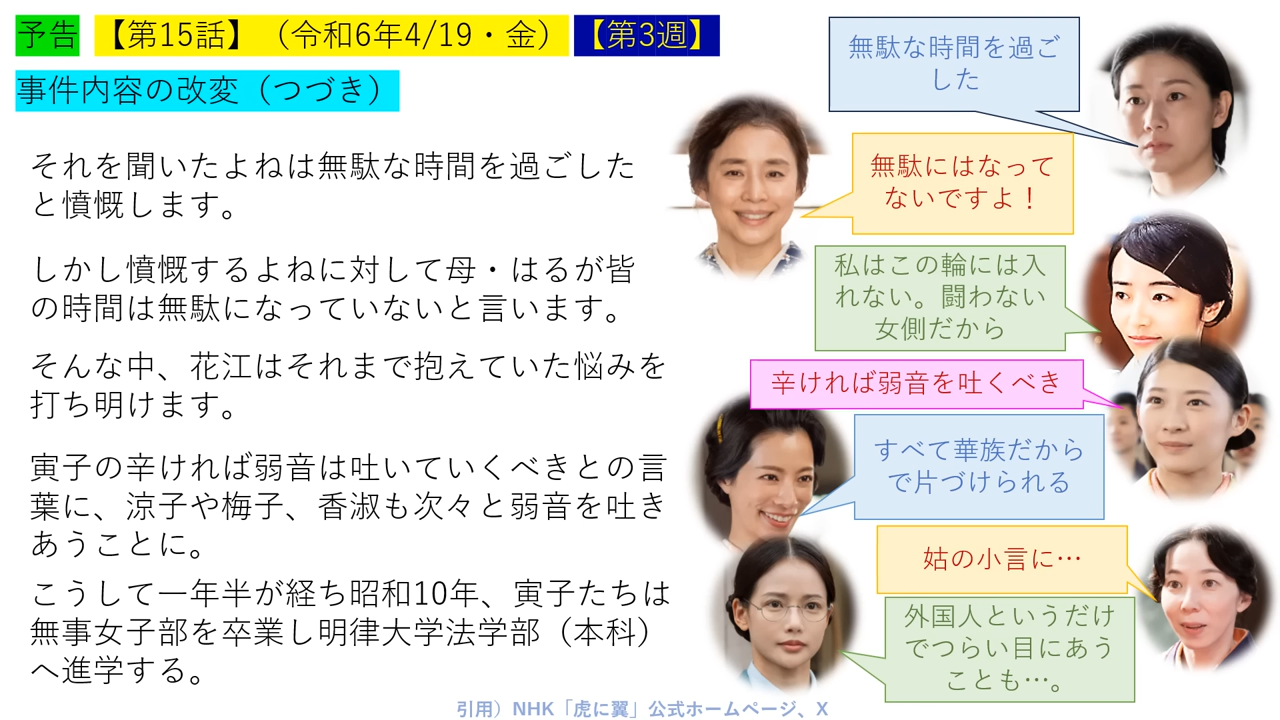 予告 【第15話】（令和6年4/19・金）【第3週】
事件内容の改変（つづき）
それを聞いたよねは無駄な時間を過ごした
と憤慨します。
しかし憤慨するよねに対して母・はるが皆
の時間は無駄になっていないと言います。
そんな中、花江はそれまで抱えていた悩みを
打ち明けます。
寅子の辛ければ弱音は吐いていくべきとの言
葉に、涼子や梅子、香淑も次々と弱音を吐き
あうことに。
こうして一年半が経ち昭和10年、寅子たちは
無事女子部を卒業し明律大学法学部（本科）
へ進学する。
無駄な時間を過ご
した
無駄にはなって
ないですよ！
私はこの輪には入
れない。闘わない
女側だから
辛ければ弱音を吐くべき
すべて華族だから
で片づけられる
姑の小言に…
外国人というだけ
でつらい目にあう
ことも…。
引用）NHK「虎に翼」公式ホームページ、X